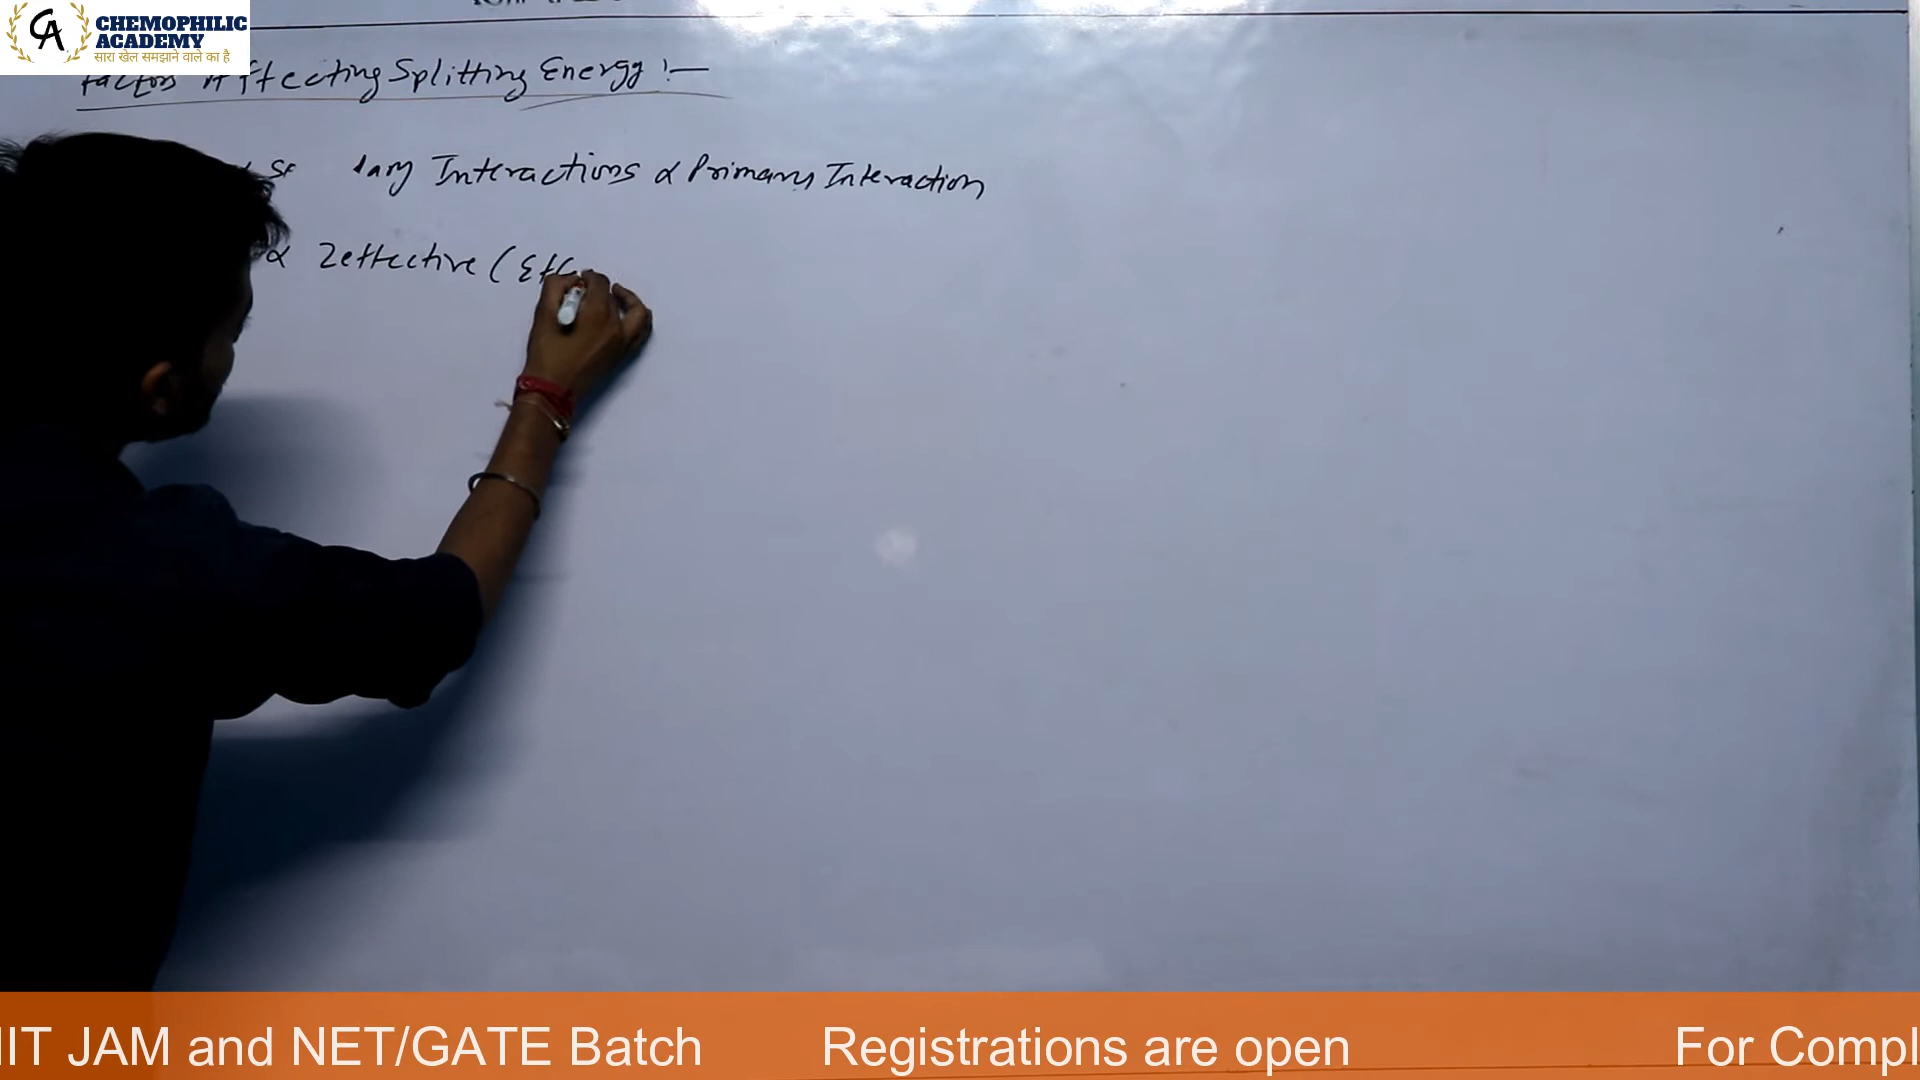 CA
CHEMOPHILIC
ACADEMY
सारा खेल समझाने वाले का है
Factors Affecting Splitting Energy :—
Interactions α Primary Interaction
α Zeffective (Eff
IIT JAM and NET/GATE Batch Registrations are open For Compl